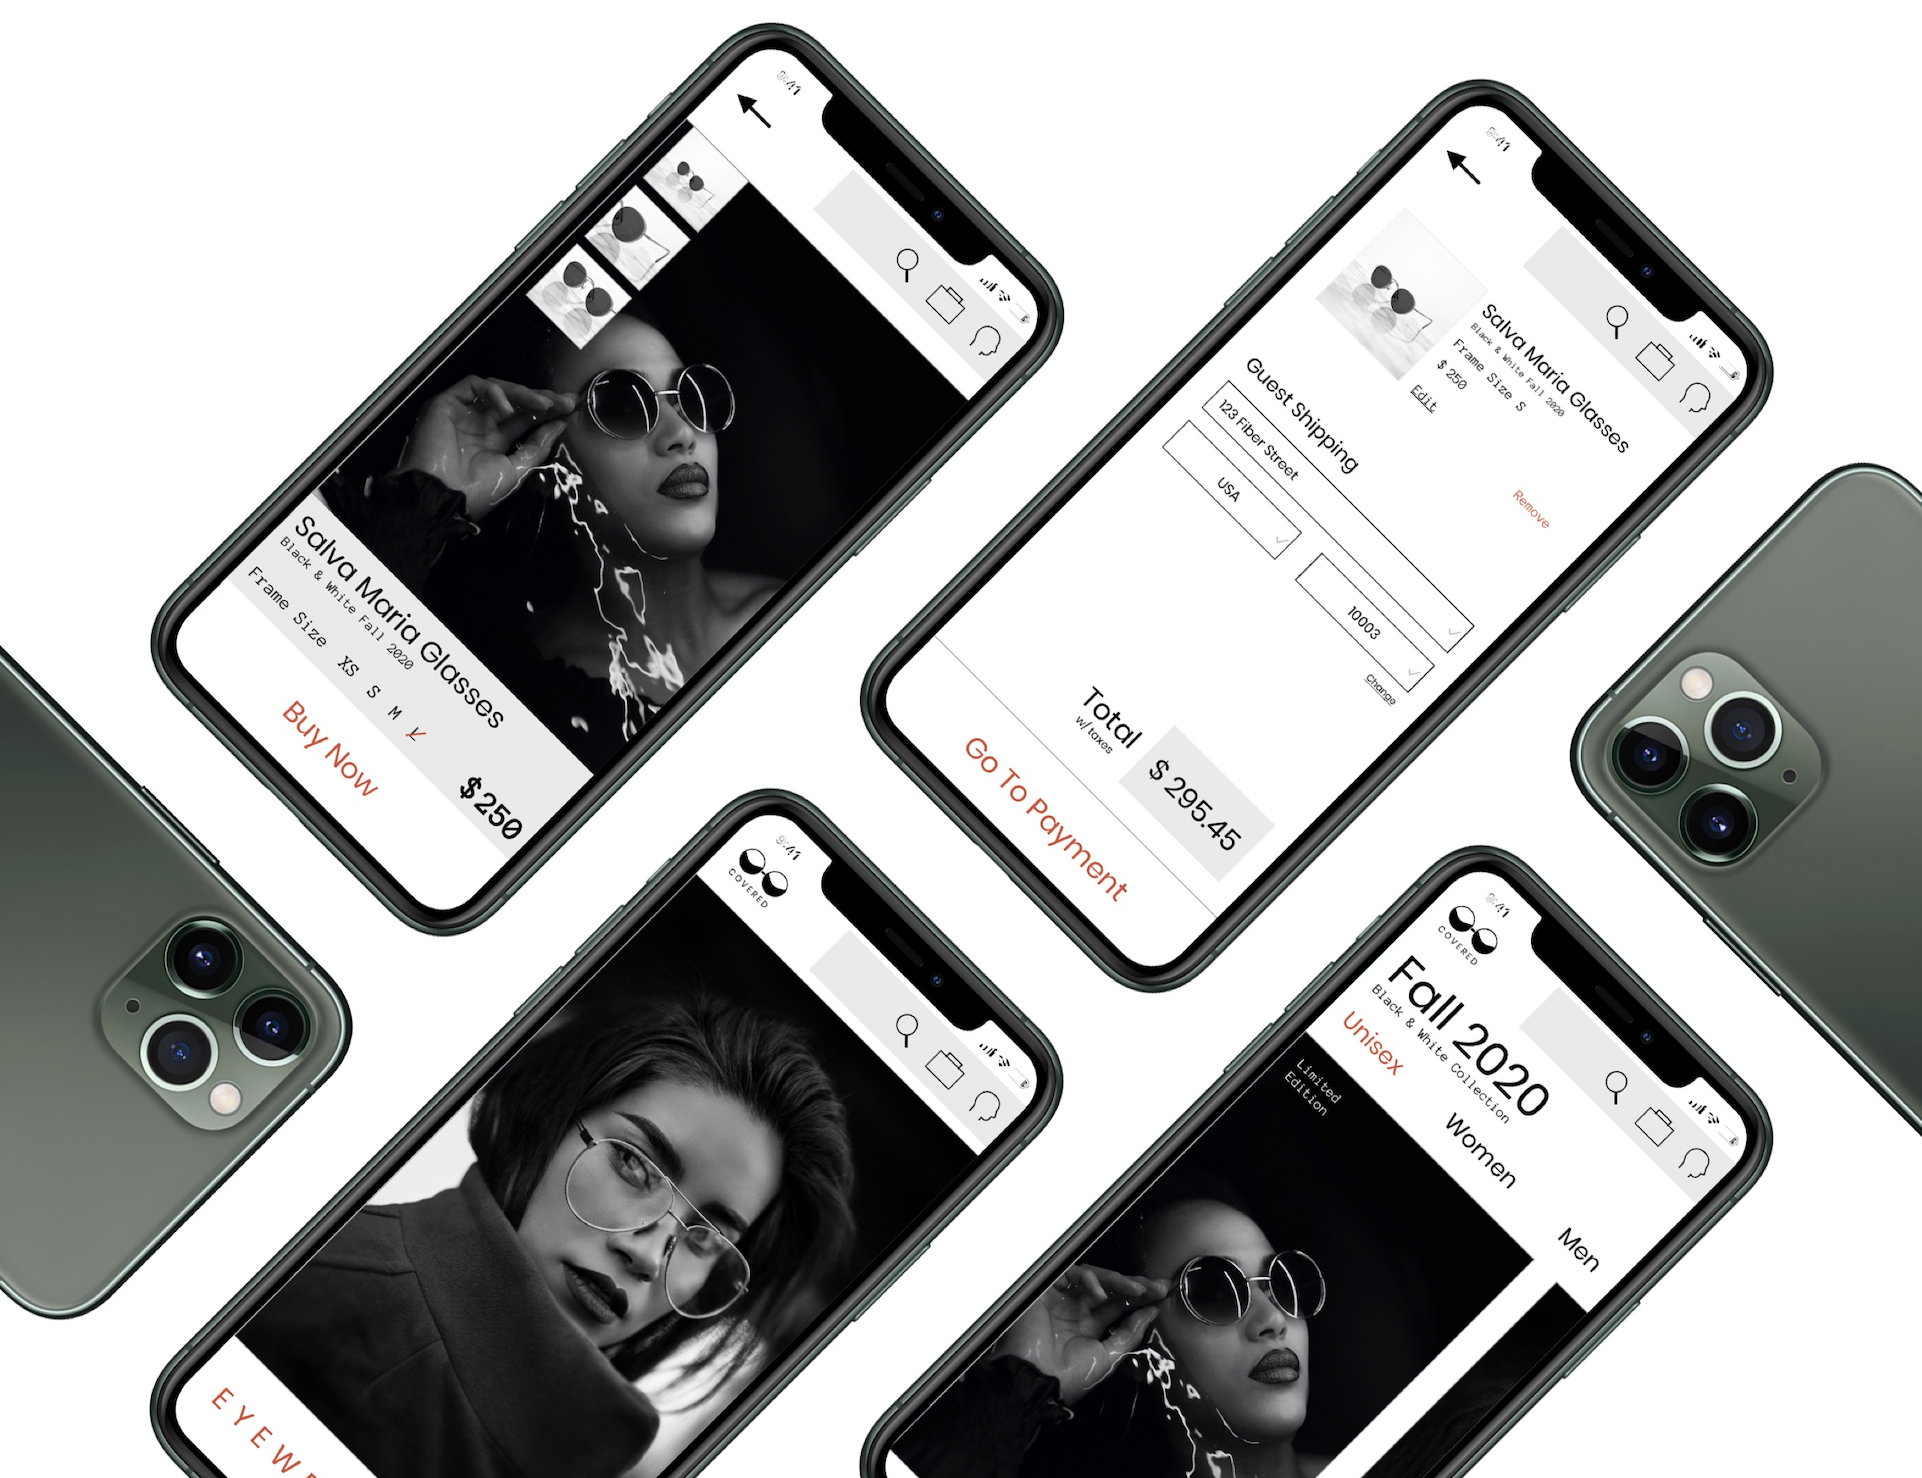 9:41
Salva Maria Glasses
Black & White Fall 2020
Frame Size XS S M L
$250
Buy Now
9:41
Salva Maria Glasses
Black & White Fall 2020
Frame Size S
$250
Edit
Remove
Guest Shipping
123 Fiber Street
USA
10003
Change
Total
w/ taxes
$ 295.45
Go To Payment
9:41
COVERED
EYEW
9:41
COVERED
Fall 2020
Black & White Collection
Unisex
Women
Men
Limited
Edition